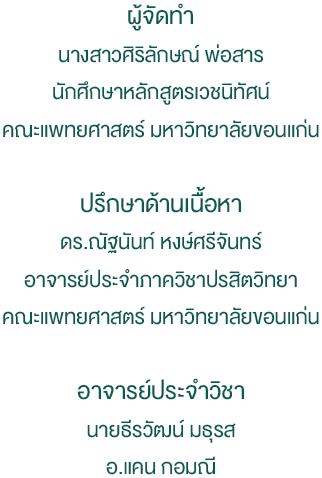 ผู้จัดทำ
นางสาวศิริลักษณ์ พ่อสาร
นักศึกษาหลักสูตรเวชนิทัศน์
คณะแพทยศาสตร์ มหาวิทยาลัยขอนแก่น
ปรึกษาด้านเนื้อหา
ดร.ณัฐนันท์ หงษ์ศรีจันทร์
อาจารย์ประจำภาควิชาปรสิตวิทยา
คณะแพทยศาสตร์ มหาวิทยาลัยขอนแก่น
อาจารย์ประจำวิชา
นายธีรวัฒน์ มธุรส
อ.แคน กอมณี